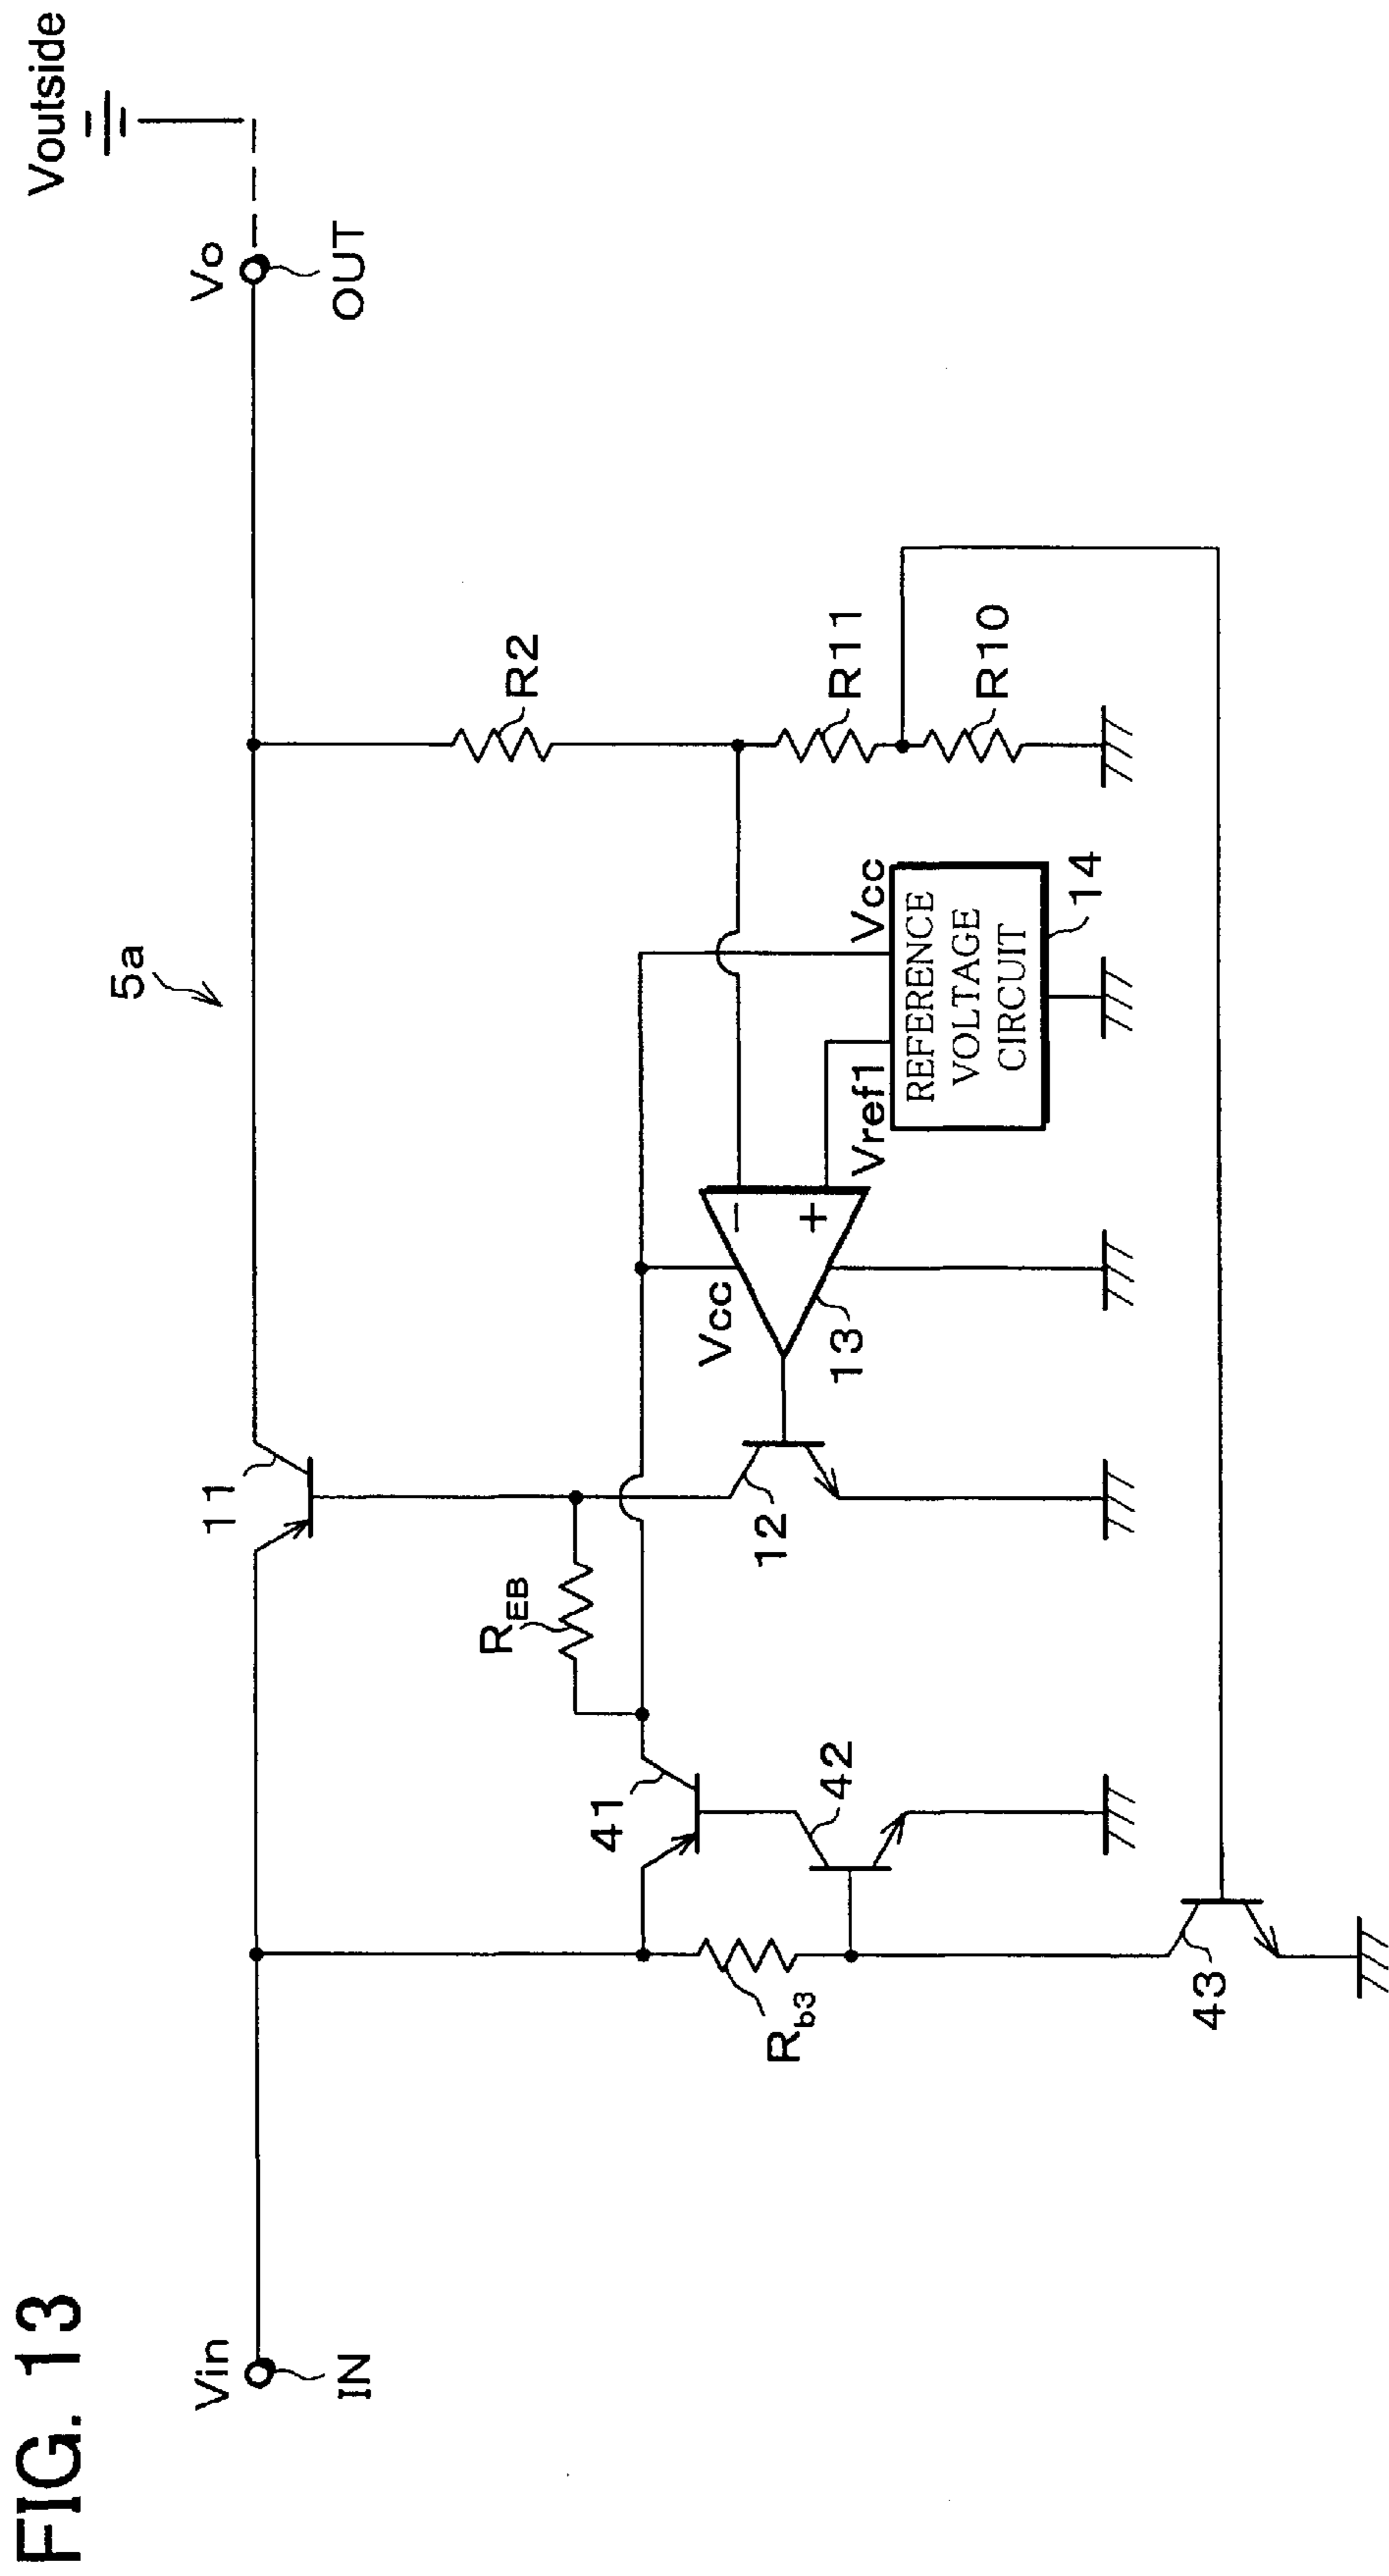 FIG. 13
5a
Vin
IN
11
Vo
OUT
Voutside
R2
R11
R10
REB
41
42
43
Rb3
12
13
Vcc
−
+
Vref1
Vcc
REFERENCE
VOLTAGE
CIRCUIT
14